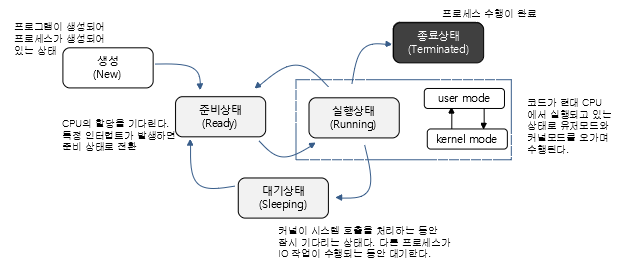 프로그램이 생성되어
프로세스가 생성되어
있는 상태
생성
(New)
프로세스 수행이 완료
종료상태
(Terminated)
CPU의 할당을 기다린다.
특정 인터럽트가 발생하면
준비 상태로 전환
준비상태
(Ready)
실행상태
(Running)
user mode
kernel mode
코드가 현대 CPU
에서 실행되고 있는
상태로 유저모드와
커널모드를 오가며
수행된다.
대기상태
(Sleeping)
커널이 시스템 호출을 처리하는 동안
잠시 기다리는 상태다. 다른 프로세스가
IO 작업이 수행되는 동안 대기한다.